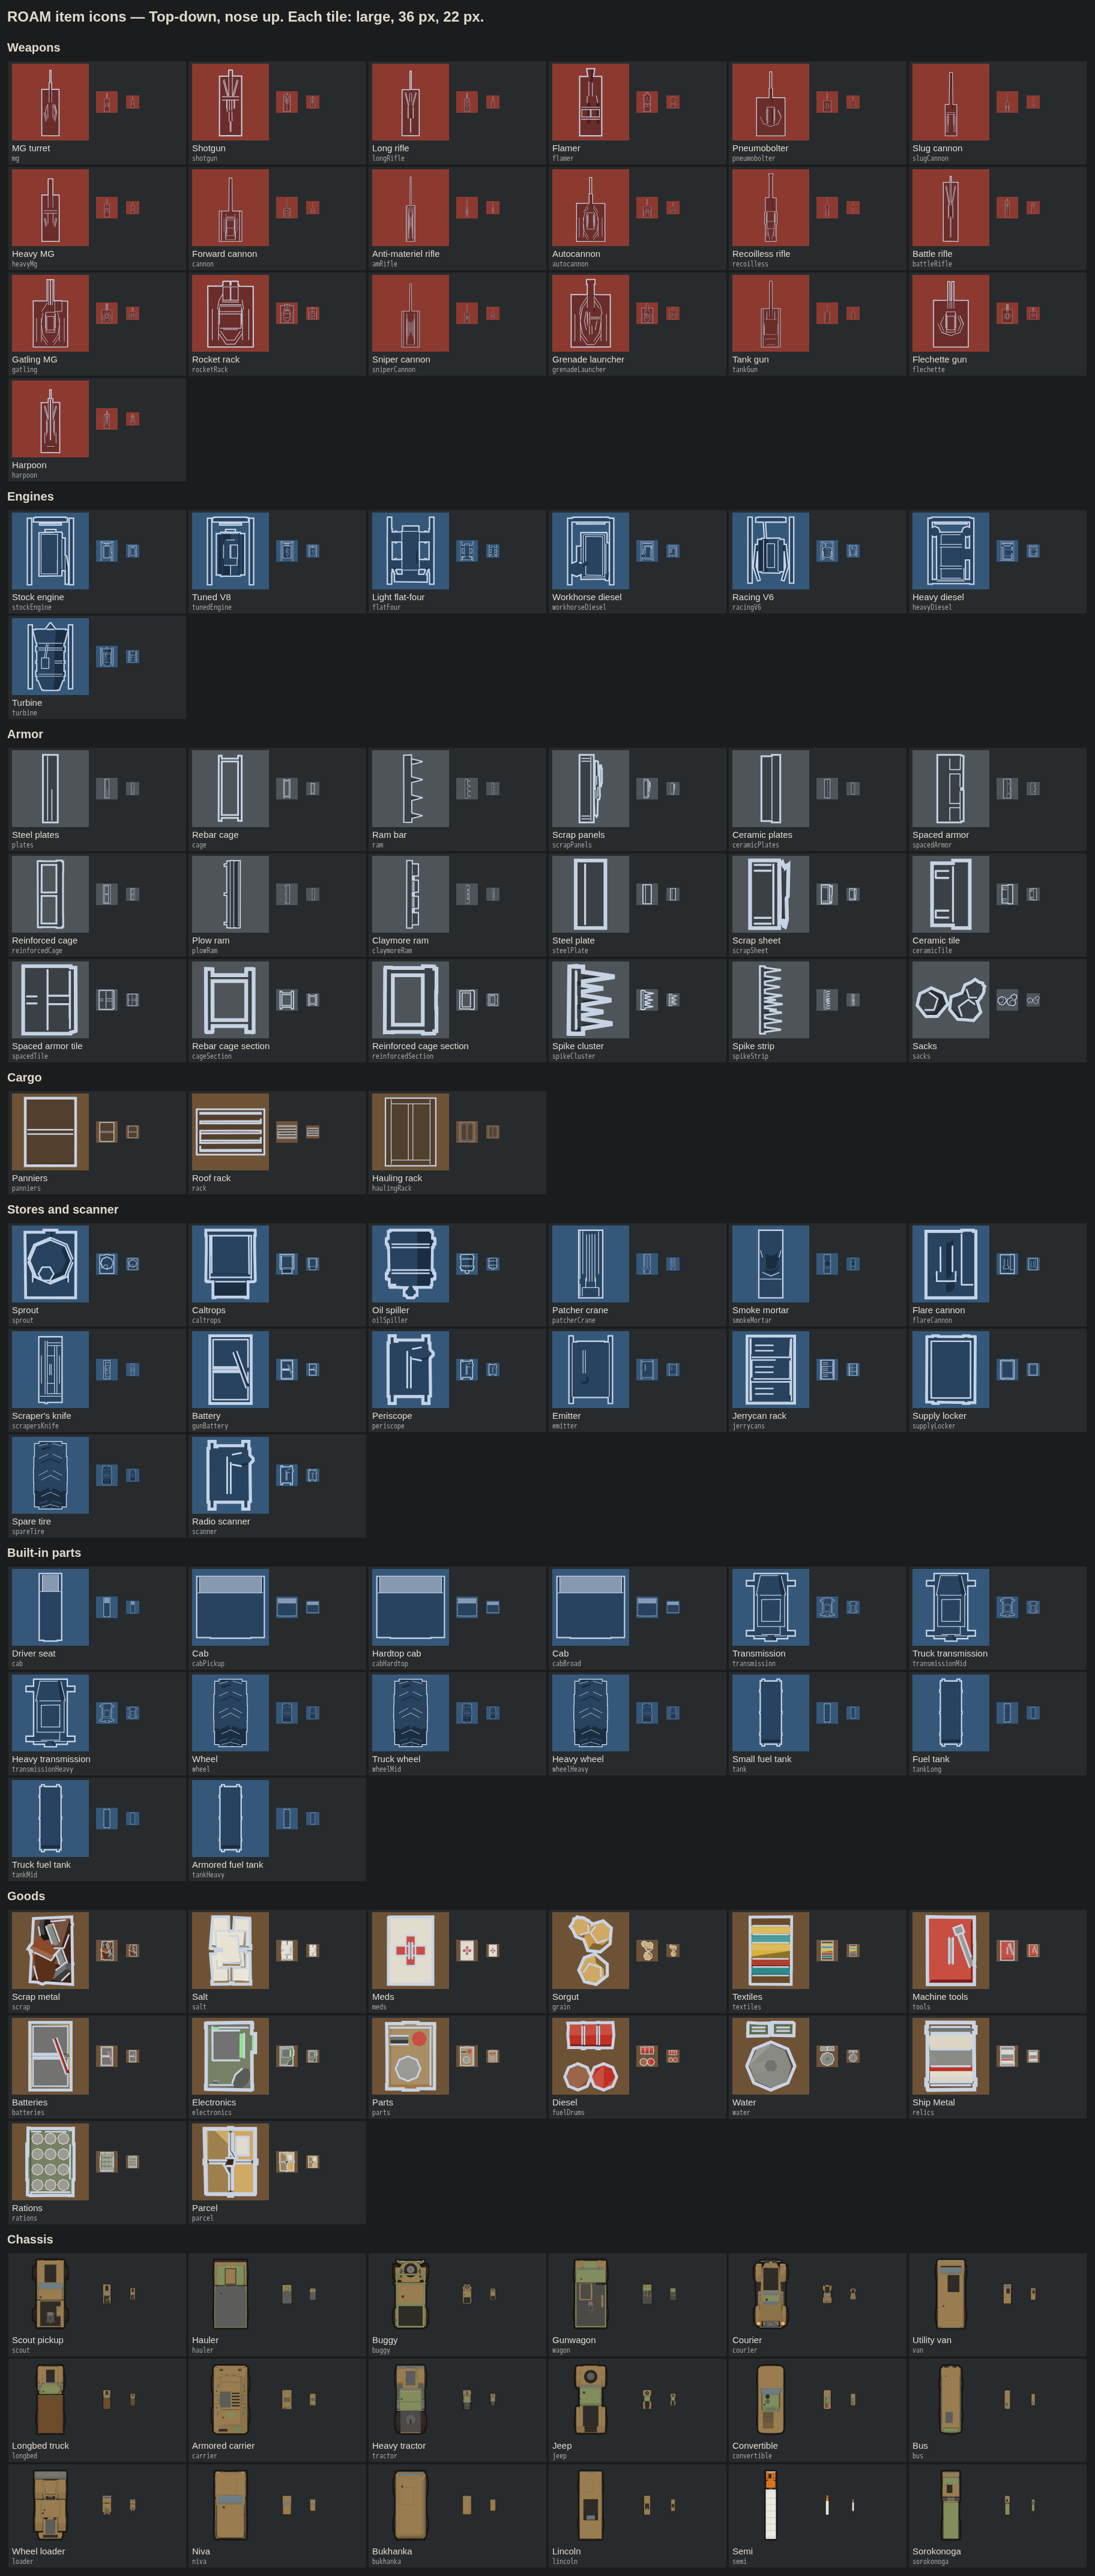 ROAM item icons — Top-down, nose up. Each tile: large, 36 px, 22 px.
Weapons
MG turret
mg
Shotgun
shotgun
Long rifle
longRifle
Flamer
flamer
Pneumobolter
pneumobolter
Slug cannon
slugCannon
Heavy MG
heavyMg
Forward cannon
cannon
Anti-materiel rifle
amRifle
Autocannon
autocannon
Recoilless rifle
recoilless
Battle rifle
battleRifle
Gatling MG
gatling
Rocket rack
rocketRack
Sniper cannon
sniperCannon
Grenade launcher
grenadeLauncher
Tank gun
tankGun
Flechette gun
flechette
Harpoon
harpoon
Engines
Stock engine
stockEngine
Tuned V8
tunedEngine
Light flat-four
flatFour
Workhorse diesel
workhorseDiesel
Racing V6
racingV6
Heavy diesel
heavyDiesel
Turbine
turbine
Armor
Steel plates
plates
Rebar cage
cage
Ram bar
ram
Scrap panels
scrapPanels
Ceramic plates
ceramicPlates
Spaced armor
spacedArmor
Reinforced cage
reinforcedCage
Plow ram
plowRam
Claymore ram
claymoreRam
Steel plate
steelPlate
Scrap sheet
scrapSheet
Ceramic tile
ceramicTile
Spaced armor tile
spacedTile
Rebar cage section
cageSection
Reinforced cage section
reinforcedSection
Spike cluster
spikeCluster
Spike strip
spikeStrip
Sacks
sacks
Cargo
Panniers
panniers
Roof rack
rack
Hauling rack
haulingRack
Stores and scanner
Sprout
sprout
Caltrops
caltrops
Oil spiller
oilSpiller
Patcher crane
patcherCrane
Smoke mortar
smokeMortar
Flare cannon
flareCannon
Scraper's knife
scrapersKnife
Battery
gunBattery
Periscope
periscope
Emitter
emitter
Jerrycan rack
jerrycans
Supply locker
supplyLocker
Spare tire
spareTire
Radio scanner
scanner
Built-in parts
Driver seat
cab
Cab
cabPickup
Hardtop cab
cabHardtop
Cab
cabBroad
Transmission
transmission
Truck transmission
transmissionMid
Heavy transmission
transmissionHeavy
Wheel
wheel
Truck wheel
wheelMid
Heavy wheel
wheelHeavy
Small fuel tank
tank
Fuel tank
tankLong
Truck fuel tank
tankMid
Armored fuel tank
tankHeavy
Goods
Scrap metal
scrap
Salt
salt
Meds
meds
Sorgut
grain
Textiles
textiles
Machine tools
tools
Batteries
batteries
Electronics
electronics
Parts
parts
Diesel
fuelDrums
Water
water
Ship Metal
relics
Rations
rations
Parcel
parcel
Chassis
Scout pickup
scout
Hauler
hauler
Buggy
buggy
Gunwagon
wagon
Courier
courier
Utility van
van
Longbed truck
longbed
Armored carrier
carrier
Heavy tractor
tractor
Jeep
jeep
Convertible
convertible
Bus
bus
Wheel loader
loader
Niva
niva
Bukhanka
bukhanka
Lincoln
lincoln
Semi
semi
Sorokonoga
sorokonoga